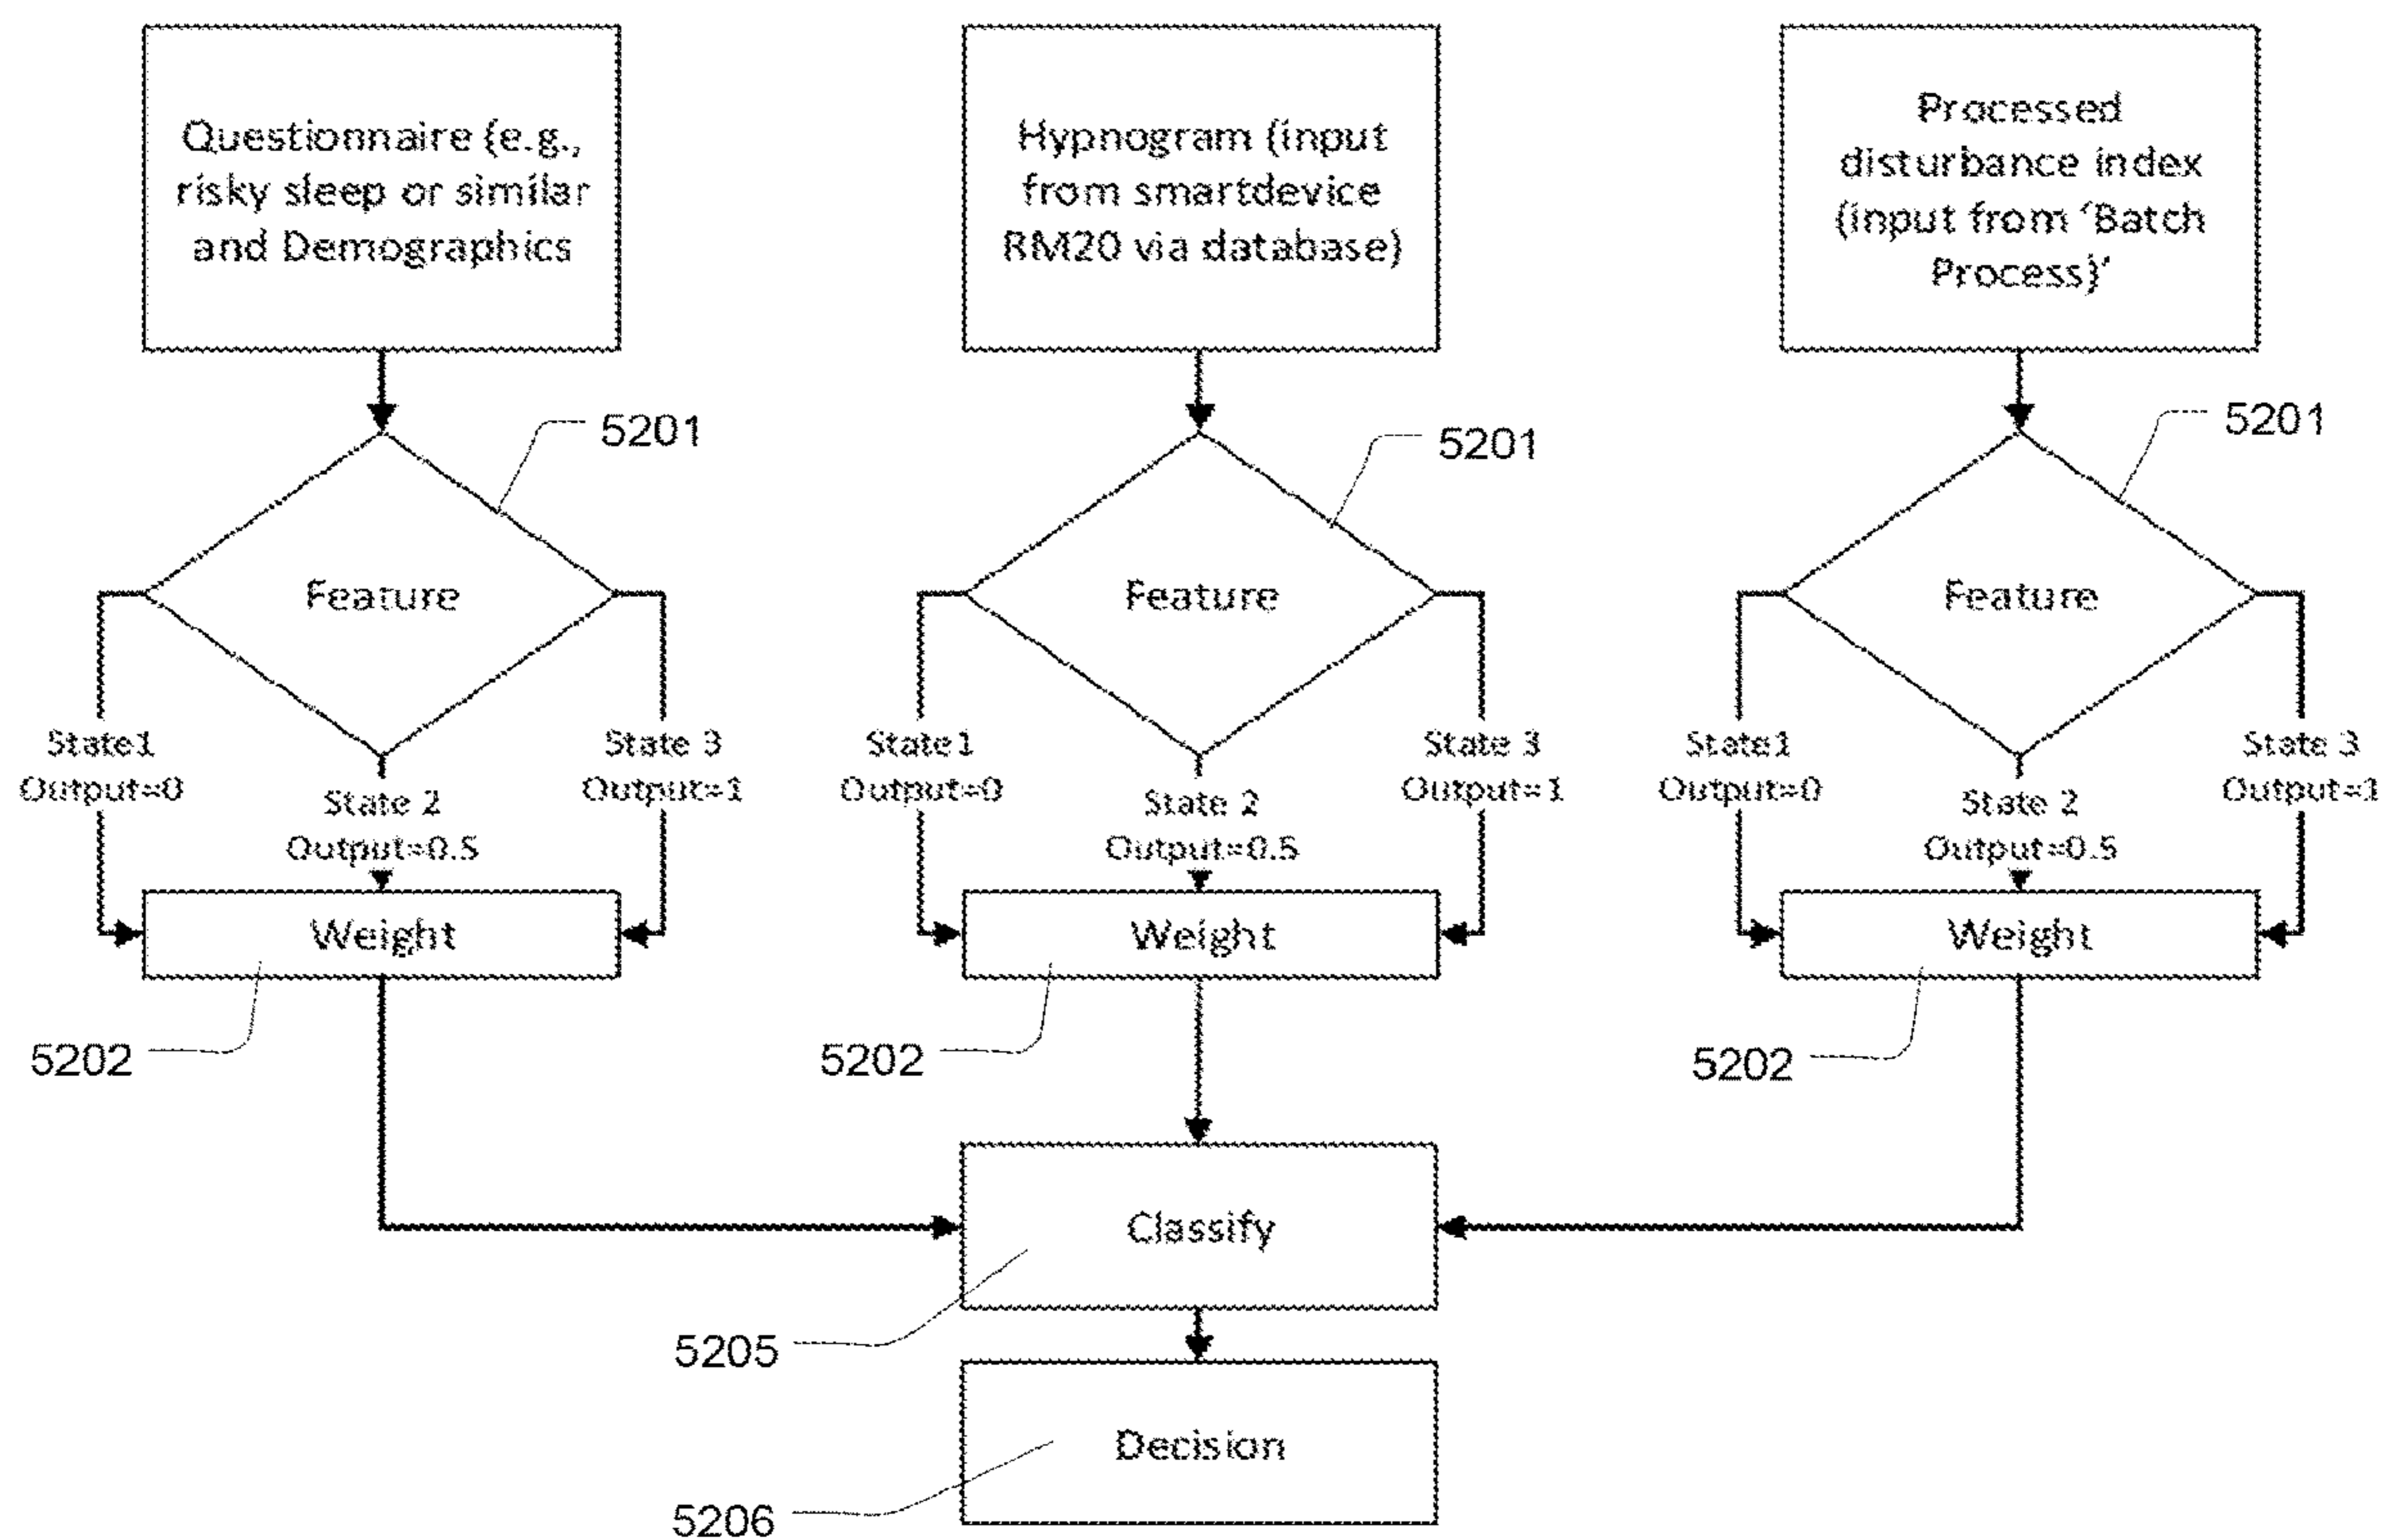 Questionnaire (e.g.,
risky sleep or similar
and Demographics
Hypnogram (input
from smartdevice
RM20 via database)
Processed
disturbance index
(input from ‘Batch
Process)’
5201
5201
5201
Feature
Feature
Feature
State1
Output=0
State 2
Output=0.5
State 3
Output=1
State1
Output=0
State 2
Output=0.5
State 3
Output=1
State1
Output=0
State 2
Output=0.5
State 3
Output=1
Weight
Weight
Weight
5202
5202
5202
Classify
5205
Decision
5206